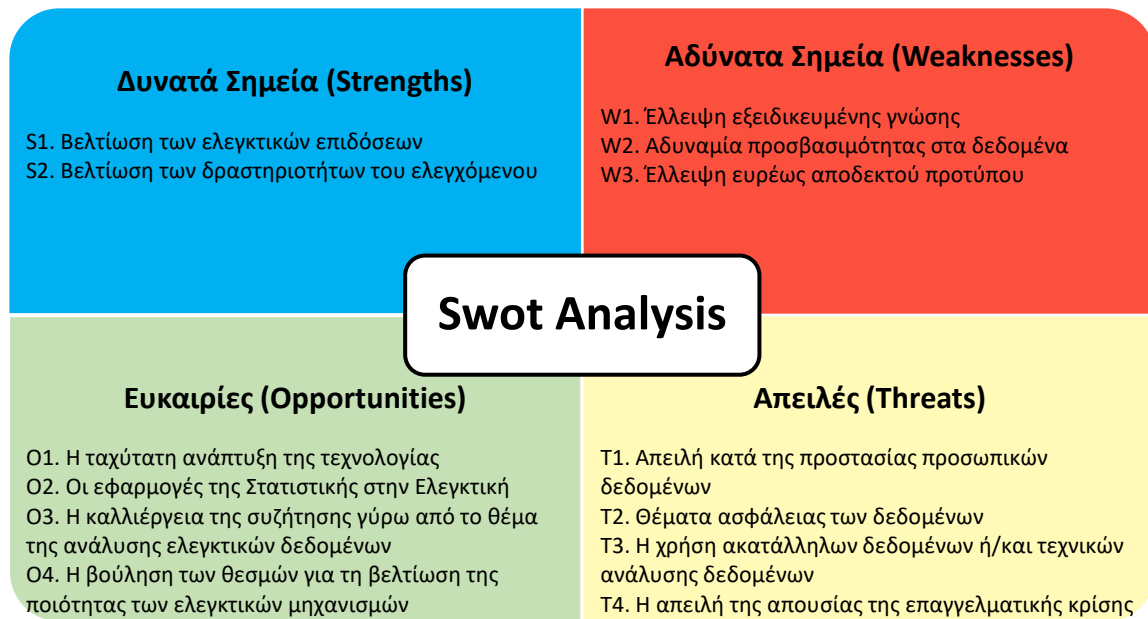 Δυνατά Σημεία (Strengths)
S1. Βελτίωση των ελεγκτικών επιδόσεων
S2. Βελτίωση των δραστηριοτήτων του ελεγχόμενου
Αδύνατα Σημεία (Weaknesses)
W1. Έλλειψη εξειδικευμένης γνώσης
W2. Αδυναμία προσβασιμότητας στα δεδομένα
W3. Έλλειψη ευρέως αποδεκτού προτύπου
Swot Analysis
Ευκαιρίες (Opportunities)
O1. Η ταχύτατη ανάπτυξη της τεχνολογίας
O2. Οι εφαρμογές της Στατιστικής στην Ελεγκτική
O3. Η καλλιέργεια της συζήτησης γύρω από το θέμα
της ανάλυσης ελεγκτικών δεδομένων
O4. Η βούληση των θεσμών για τη βελτίωση της
ποιότητας των ελεγκτικών μηχανισμών
Απειλές (Threats)
T1. Απειλή κατά της προστασίας προσωπικών
δεδομένων
T2. Θέματα ασφάλειας των δεδομένων
T3. Η χρήση ακατάλληλων δεδομένων ή/και τεχνικών
ανάλυσης δεδομένων
T4. Η απειλή της απουσίας της επαγγελματικής κρίσης